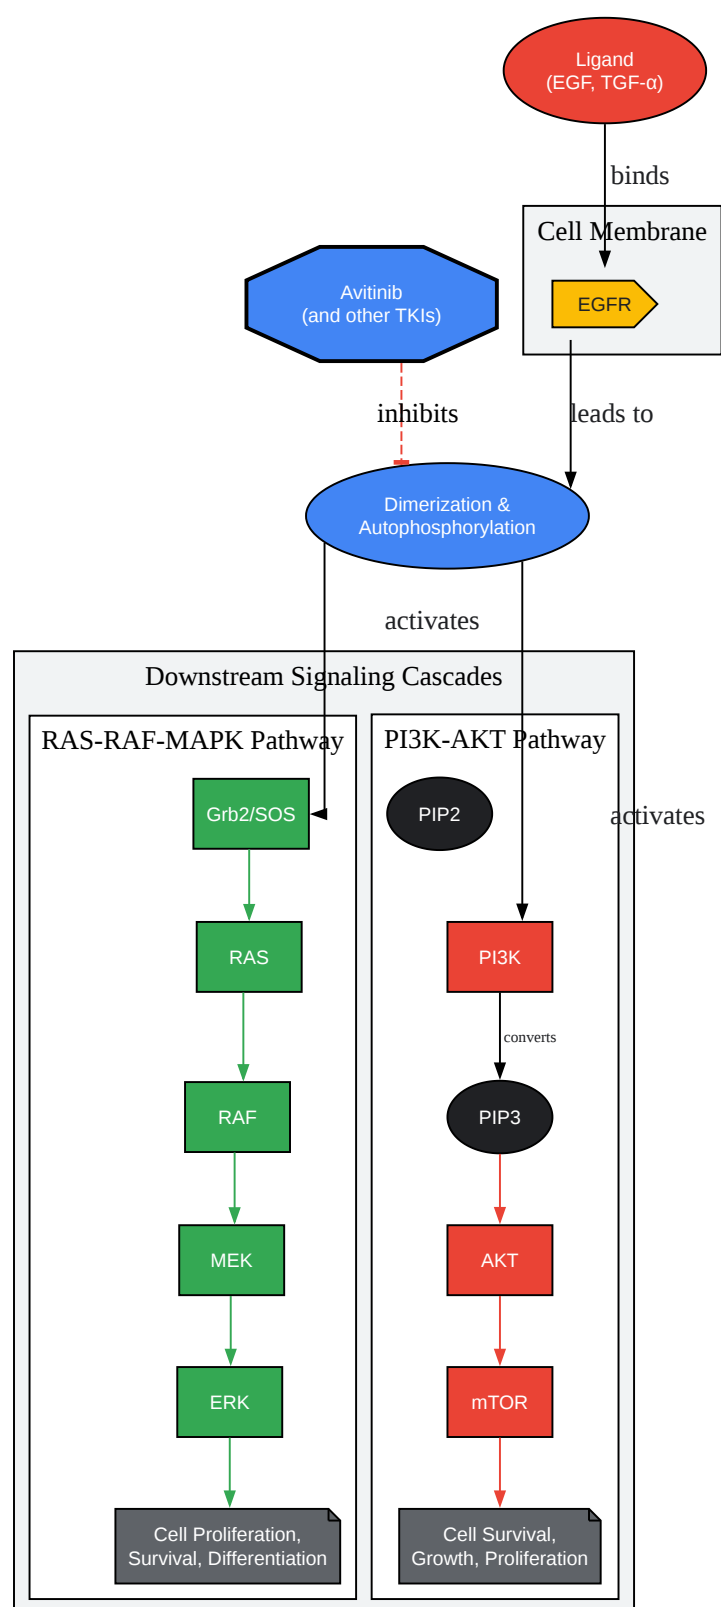 Ligand
(EGF, TGF-α)
binds
Cell Membrane
EGFR
Avitinib
(and other TKIs)
inhibits
leads to
Dimerization &
Autophosphorylation
activates
Downstream Signaling Cascades
RAS-RAF-MAPK Pathway
PI3K-AKT Pathway
Grb2/SOS
PIP2
activates
RAS
PI3K
converts
RAF
PIP3
MEK
AKT
ERK
mTOR
Cell Proliferation,
Survival, Differentiation
Cell Survival,
Growth, Proliferation